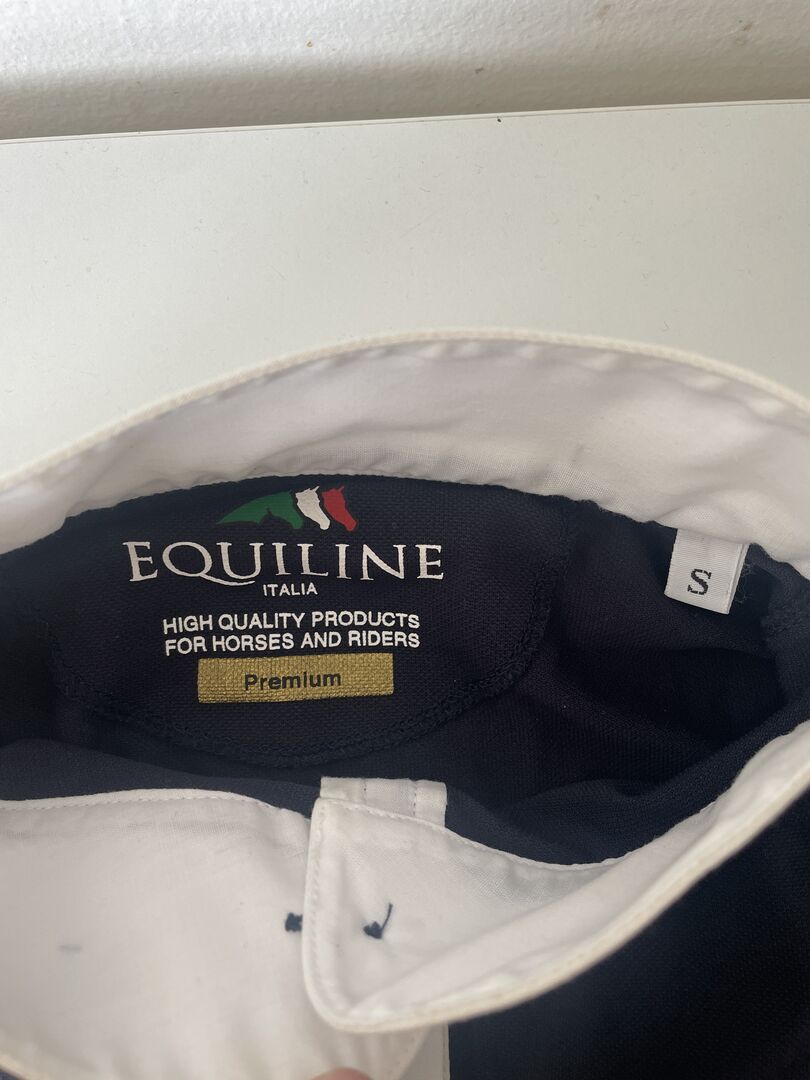 EQUILINE
ITALIA
HIGH QUALITY PRODUCTS
FOR HORSES AND RIDERS
Premium
S